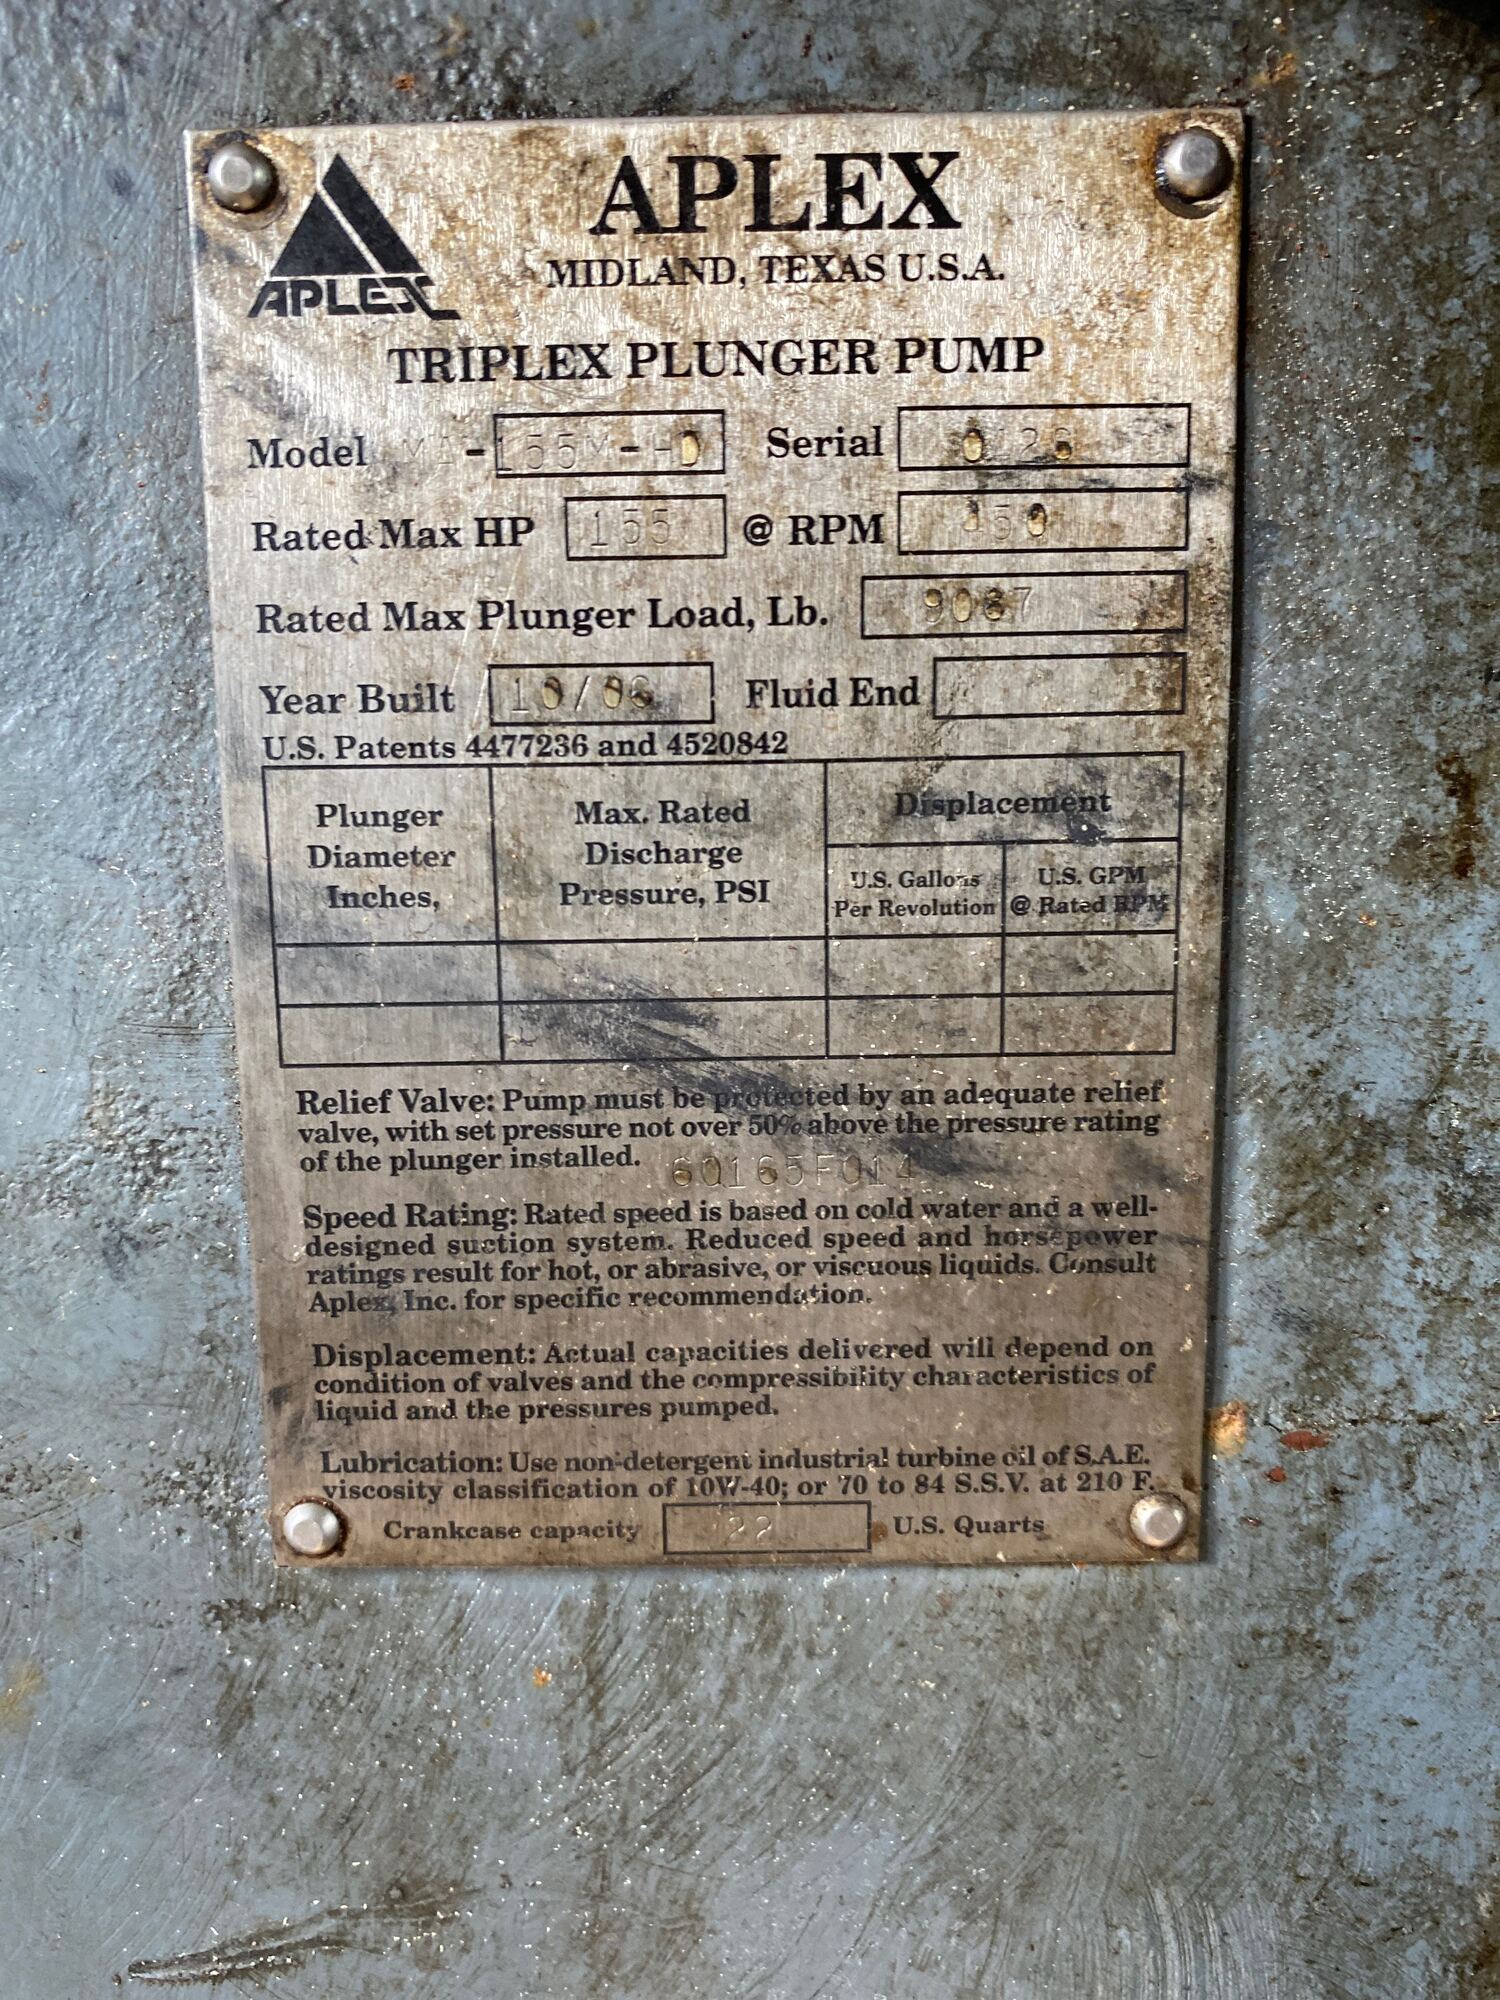 APLEX
APLEX
MIDLAND, TEXAS U.S.A.
TRIPLEX PLUNGER PUMP
Model MA-155M-HD Serial
Rated Max HP 155 @ RPM 450
Rated Max Plunger Load, Lb. 9087
Year Built Fluid End
U.S. Patents 4477236 and 4520842
Plunger Diameter Inches,
Max. Rated Discharge Pressure, PSI
Displacement
U.S. Gallons Per Revolution
U.S. GPM @ Rated RPM
Relief Valve: Pump must be protected by an adequate relief
valve, with set pressure not over 50% above the pressure rating
of the plunger installed.
6Q165F014
Speed Rating: Rated speed is based on cold water and a well-
designed suction system. Reduced speed and horsepower
ratings result for hot, or abrasive, or viscuous liquids. Consult
Aplex, Inc. for specific recommendation.
Displacement: Actual capacities delivered will depend on
condition of valves and the compressibility characteristics of
liquid and the pressures pumped.
Lubrication: Use non-detergent industrial turbine oil of S.A.E.
viscosity classification of 10W-40; or 70 to 84 S.S.V. at 210 F.
Crankcase capacity 22 U.S. Quarts